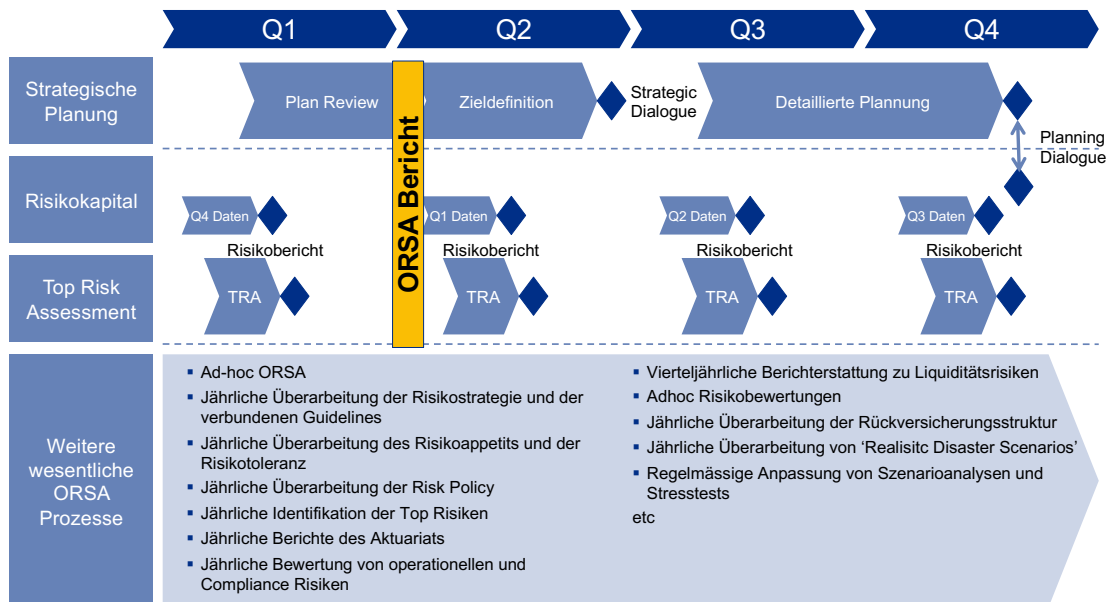 Q1
Q2
Q3
Q4
Strategische
Planung
Plan Review
Zieldefinition
Strategic
Dialogue
Detaillierte Plannung
Planning
Dialogue
ORSA Bericht
Risikokapital
Q4 Daten
Q1 Daten
Q2 Daten
Q3 Daten
Risikobericht
Risikobericht
Risikobericht
Risikobericht
Top Risk
Assessment
TRA
TRA
TRA
TRA
Weitere
wesentliche
ORSA
Prozesse
▪ Ad-hoc ORSA
▪ Jährliche Überarbeitung der Risikostrategie und der
verbundenen Guidelines
▪ Jährliche Überarbeitung des Risikoappetits und der
Risikotoleranz
▪ Jährliche Überarbeitung der Risk Policy
▪ Jährliche Identifikation der Top Risiken
▪ Jährliche Berichte des Aktuariats
▪ Jährliche Bewertung von operationellen und
Compliance Risiken
▪ Vierteljährliche Berichterstattung zu Liquiditätsrisiken
▪ Adhoc Risikobewertungen
▪ Jährliche Überarbeitung der Rückversicherungsstruktur
▪ Jährliche Überarbeitung von ‘Realisitc Disaster Scenarios’
▪ Regelmässige Anpassung von Szenarioanalysen und
Stresstests
etc